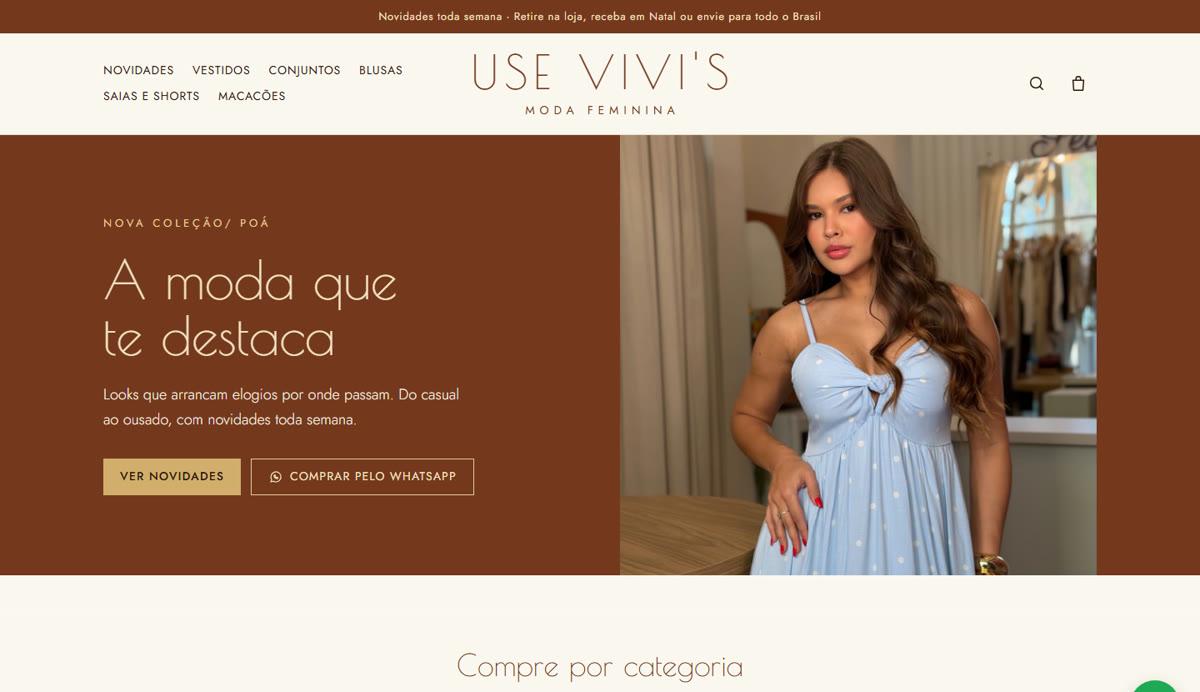 Novidades toda semana · Retire na loja, receba em Natal ou envie para todo o Brasil
NOVIDADES VESTIDOS CONJUNTOS BLUSAS
SAIAS E SHORTS MACACÕES
USE VIVI'S
MODA FEMININA
NOVA COLEÇÃO/ POÁ
A moda que
te destaca
Looks que arrancam elogios por onde passam. Do casual
ao ousado, com novidades toda semana.
VER NOVIDADES
COMPRAR PELO WHATSAPP
Compre por categoria